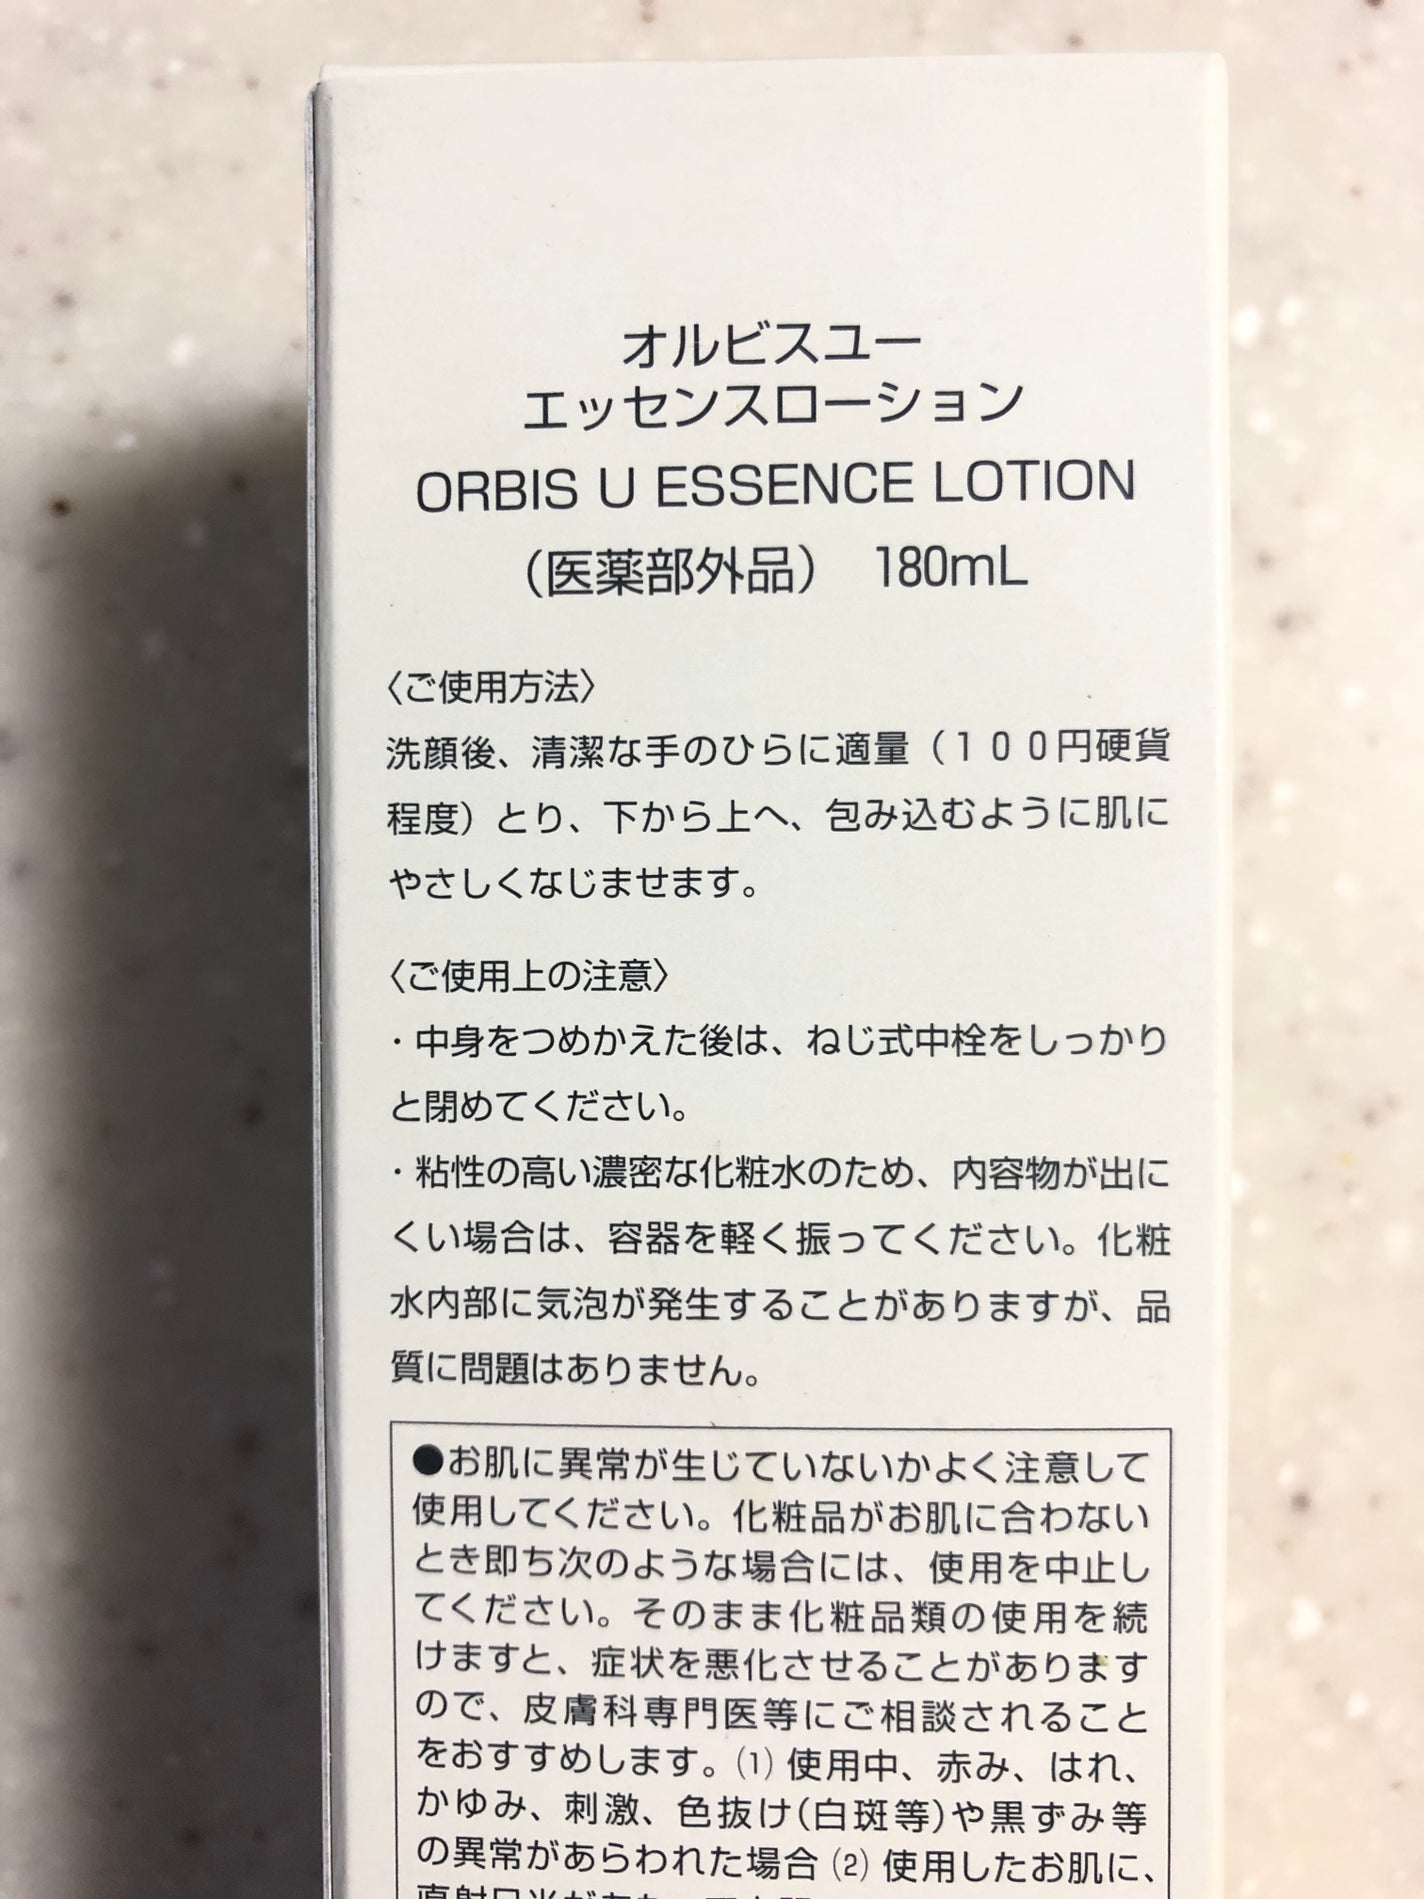 オルビスユー
エッセンスローション
ORBIS U ESSENCE LOTION
（医薬部外品） 180mL
〈ご使用方法〉
洗顔後、清潔な手のひらに適量（１００円硬貨
程度）とり、下から上へ、包み込むように肌に
やさしくなじませます。
〈ご使用上の注意〉
・中身をつめかえた後は、ねじ式中栓をしっかり
と閉めてください。
・粘性の高い濃密な化粧水のため、内容物が出に
くい場合は、容器を軽く振ってください。化粧
水内部に気泡が発生することがありますが、品
質に問題はありません。
●お肌に異常が生じていないかよく注意して
使用してください。化粧品がお肌に合わない
とき即ち次のような場合には、使用を中止し
てください。そのまま化粧品類の使用を続
けますと、症状を悪化させることがあります
ので、皮膚科専門医等にご相談されること
をおすすめします。⑴ 使用中、赤み、はれ、
かゆみ、刺激、色抜け(白斑等)や黒ずみ等
の異常があらわれた場合 ⑵ 使用したお肌に、
直射日光が